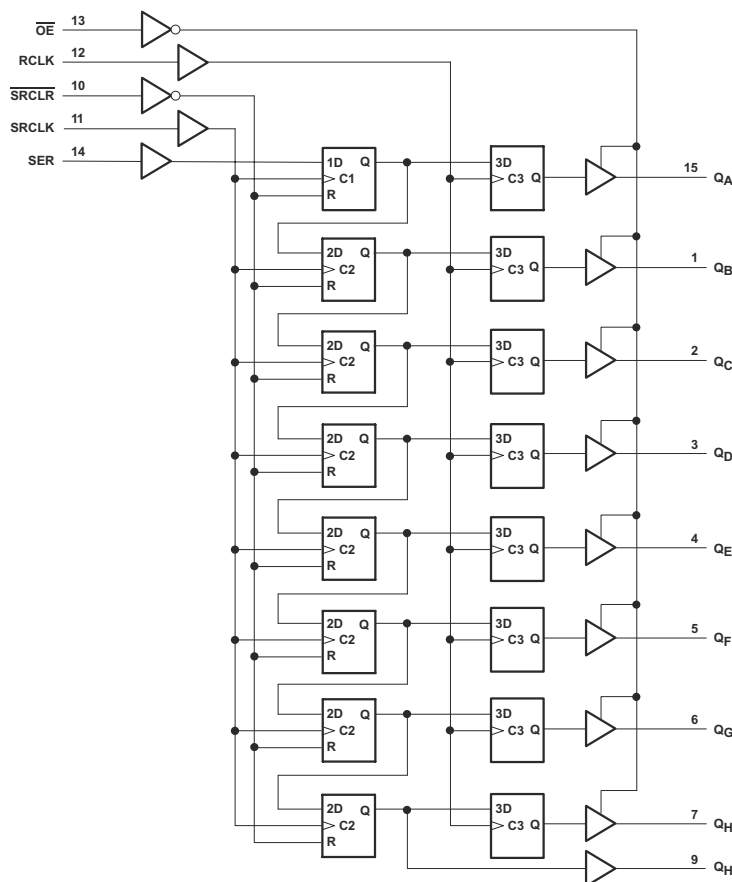 OE 13
RCLK 12
SRCLR 10
SRCLK 11
SER 14
1D Q 3D
C1 C3 Q 15 QA
R
2D Q 3D
C2 C3 Q 1 QB
R
2D Q 3D
C2 C3 Q 2 QC
R
2D Q 3D
C2 C3 Q 3 QD
R
2D Q 3D
C2 C3 Q 4 QE
R
2D Q 3D
C2 C3 Q 5 QF
R
2D Q 3D
C2 C3 Q 6 QG
R
2D Q 3D
C2 C3 Q 7 QH
R
9 QH